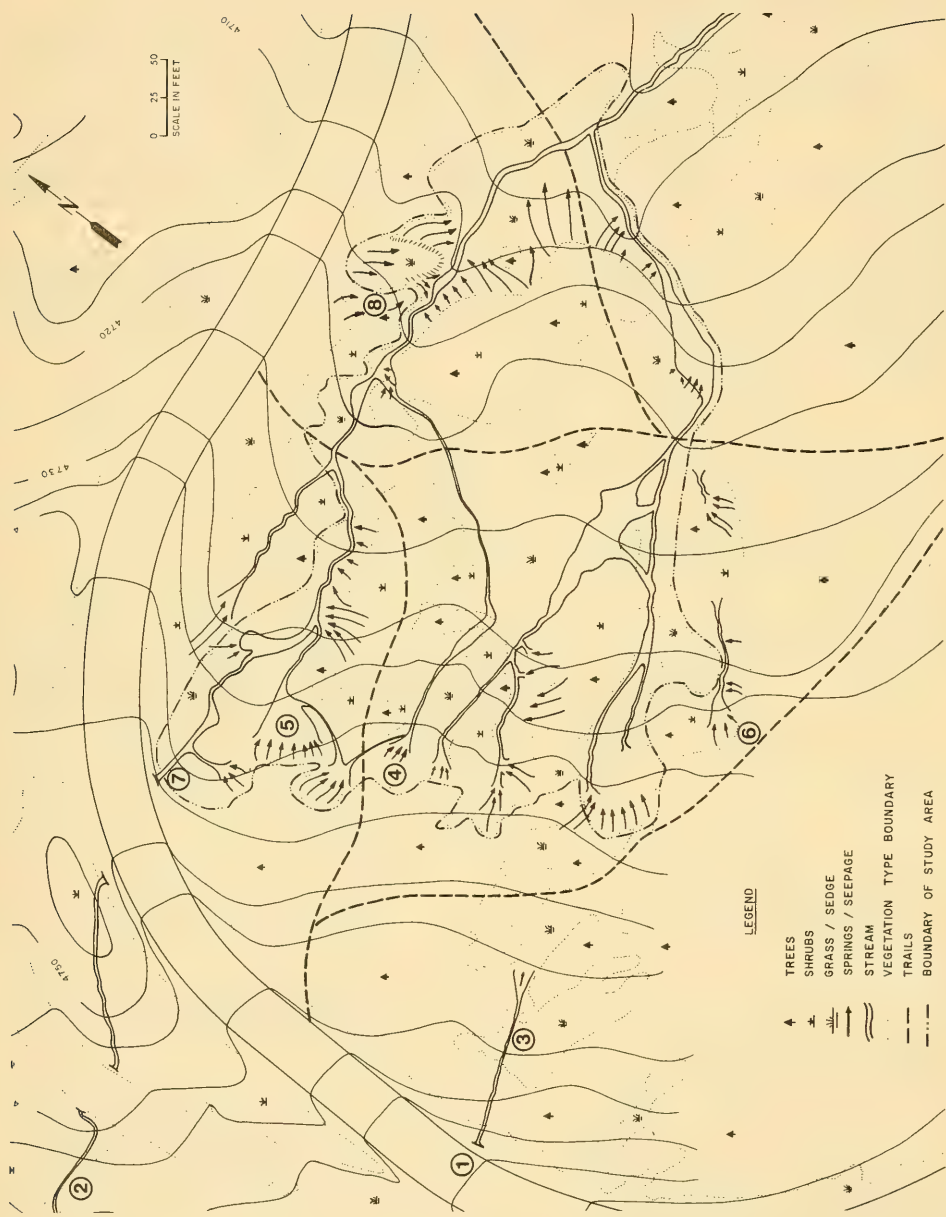 4710
0 25 50
SCALE IN FEET
N
4720
4730
4750
1
2
3
4
5
6
7
8
LEGEND
TREES
SHRUBS
GRASS / SEDGE
SPRINGS / SEEPAGE
STREAM
VEGETATION TYPE BOUNDARY
TRAILS
BOUNDARY OF STUDY AREA